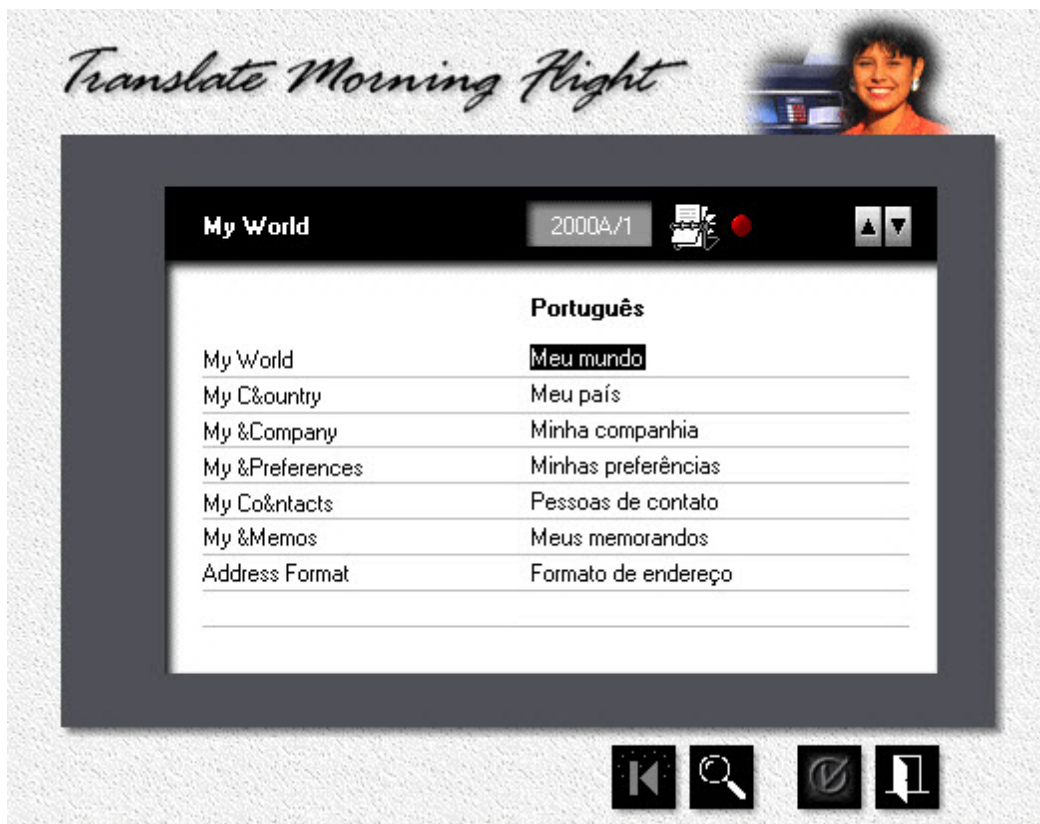 Translate Morning Flight
My World 2000A/1
Português
My World Meu mundo
My C&ountry Meu país
My &Company Minha companhia
My &Preferences Minhas preferências
My Co&ntacts Pessoas de contato
My &Memos Meus memorandos
Address Format Formato de endereço